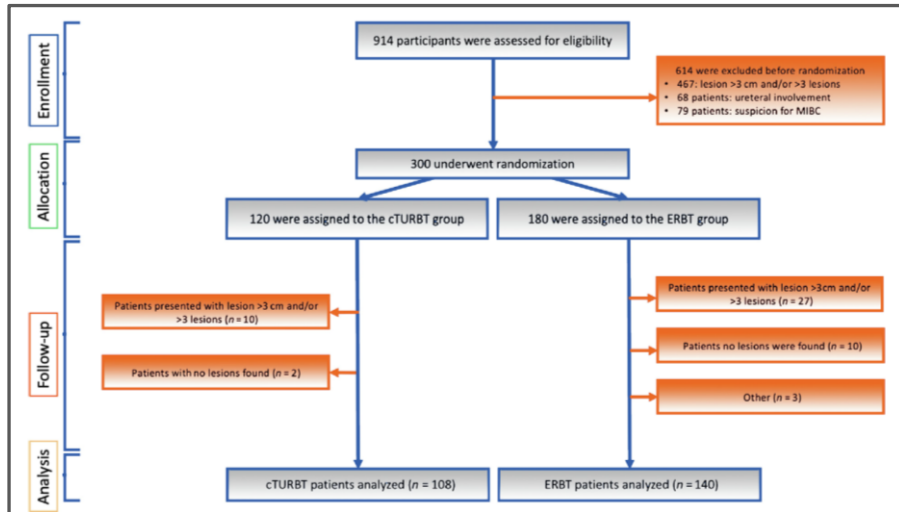 Enrollment
914 participants were assessed for eligibility
614 were excluded before randomization
• 467: lesion >3 cm and/or >3 lesions
• 68 patients: ureteral involvement
• 79 patients: suspicion for MIBC
Allocation
300 underwent randomization
120 were assigned to the cTURBT group
180 were assigned to the ERBT group
Follow-up
Patients presented with lesion >3 cm and/or
>3 lesions (n = 10)
Patients with no lesions found (n = 2)
Patients presented with lesion >3cm and/or
>3 lesions (n = 27)
Patients no lesions were found (n = 10)
Other (n = 3)
Analysis
cTURBT patients analyzed (n = 108)
ERBT patients analyzed (n = 140)